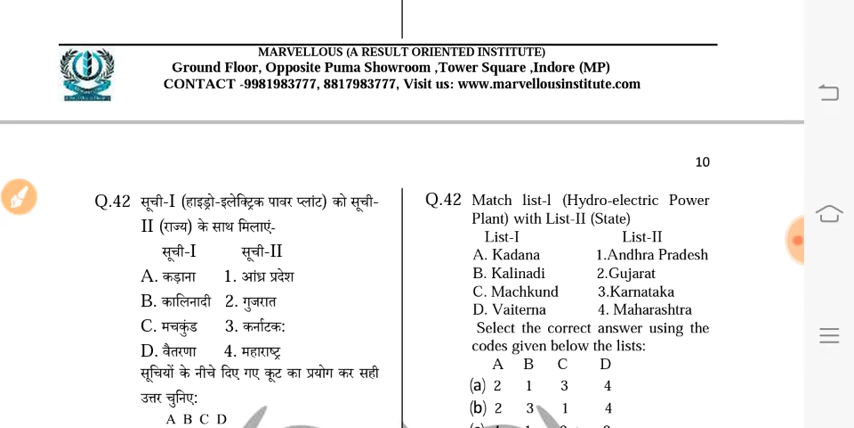 MARVELLOUS (A RESULT ORIENTED INSTITUTE)
Ground Floor, Opposite Puma Showroom ,Tower Square ,Indore (MP)
CONTACT -9981983777, 8817983777, Visit us: www.marvellousinstitute.com
10
Q.42 सूची-I (हाइड्रो-इलेक्ट्रिक पावर प्लांट) को सूची-
II (राज्य) के साथ मिलाएं-
सूची-I सूची-II
A. कड़ाना 1. आंध्र प्रदेश
B. कालिनादी 2. गुजरात
C. मचकुंड 3. कर्नाटक:
D. वैतरणा 4. महाराष्ट्र
सूचियों के नीचे दिए गए कूट का प्रयोग कर सही
उत्तर चुनिए:
A B C D
Q.42 Match list-l (Hydro-electric Power
Plant) with List-II (State)
List-I List-II
A. Kadana 1.Andhra Pradesh
B. Kalinadi 2.Gujarat
C. Machkund 3.Karnataka
D. Vaiterna 4. Maharashtra
Select the correct answer using the
codes given below the lists:
A B C D
(a) 2 1 3 4
(b) 2 3 1 4